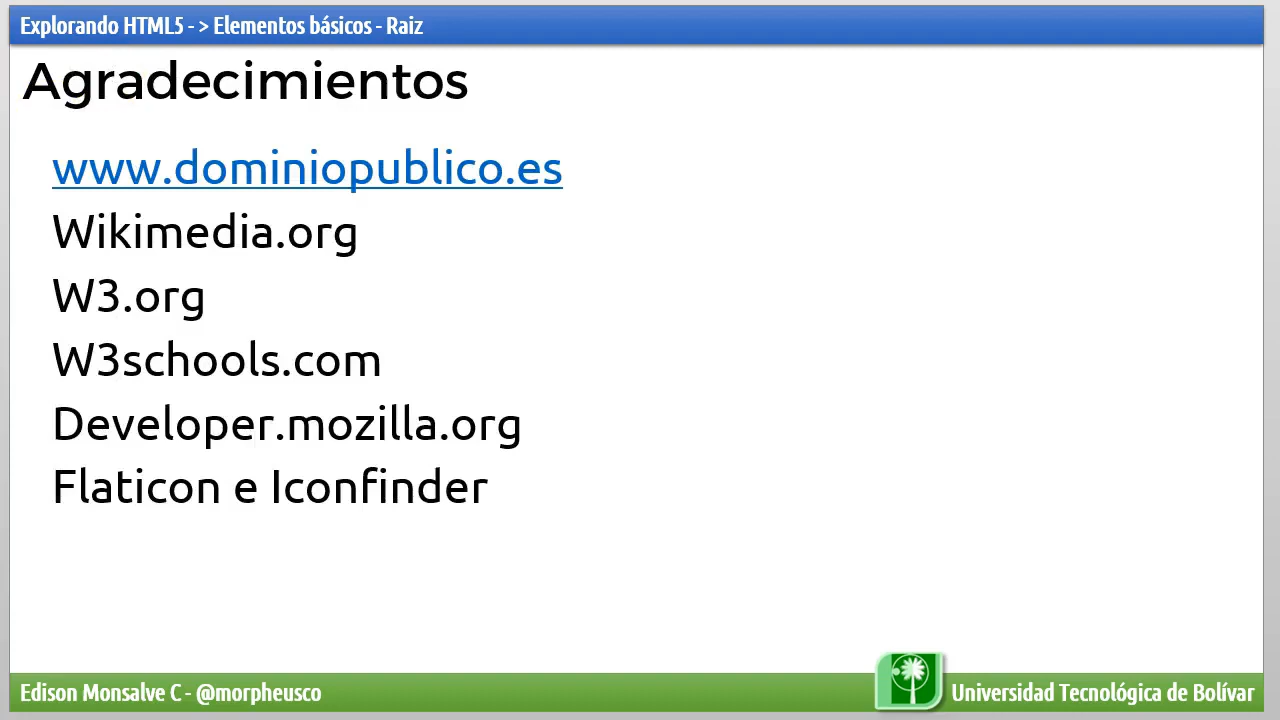 Explorando HTML5 - > Elementos básicos - Raiz
Agradecimientos
www.dominiopublico.es
Wikimedia.org
W3.org
W3schools.com
Developer.mozilla.org
Flaticon e Iconfinder
Edison Monsalve C - @morpheusco
Universidad Tecnológica de Bolívar